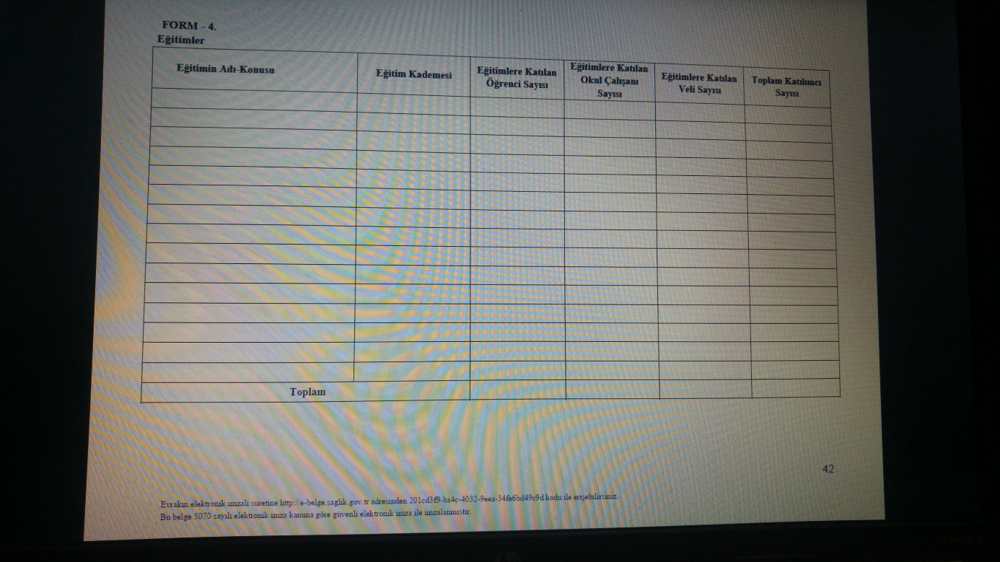 FORM - 4.
Eğitimler
Eğitimin Adı-Konusu
Eğitim Kademesi
Eğitimlere Katılan
Öğrenci Sayısı
Eğitimlere Katılan
Okul Çalışanı
Sayısı
Eğitimlere Katılan
Veli Sayısı
Toplam Katılımcı
Sayısı
Toplam
42
Evrakın elektronik imzalı suretine http://e-belge.saglik.gov.tr adresinden 201cd3f9-ba4c-4032-9eea-34fe6bd49c9d kodu ile erişebilirsiniz.
Bu belge 5070 sayılı elektronik imza kanuna göre güvenli elektronik imza ile imzalanmıştır.